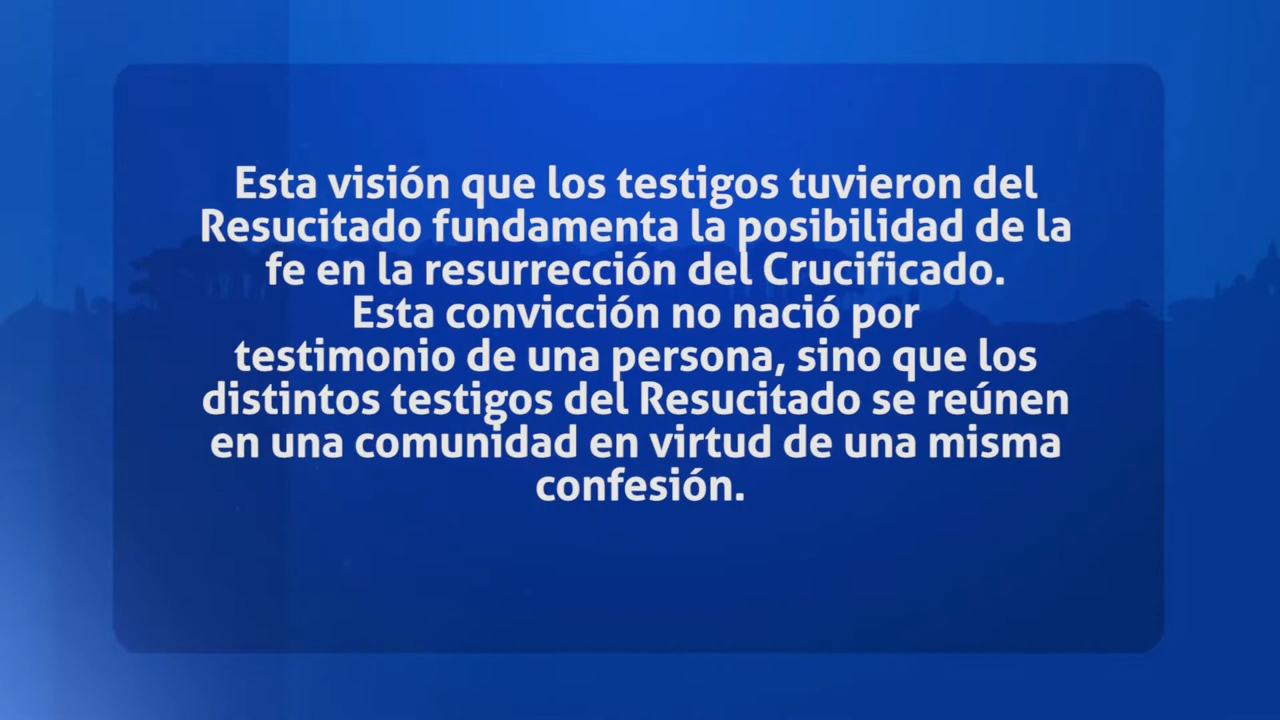 Esta visión que los testigos tuvieron del
Resucitado fundamenta la posibilidad de la
fe en la resurrección del Crucificado.
Esta convicción no nació por
testimonio de una persona, sino que los
distintos testigos del Resucitado se reúnen
en una comunidad en virtud de una misma
confesión.